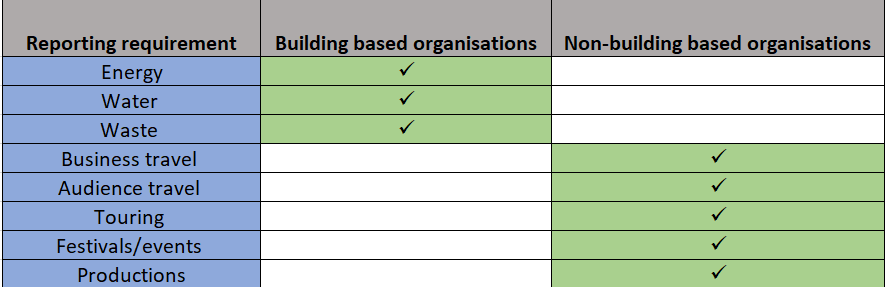 Reporting requirement Building based organisations Non-building based organisations
Energy ✓
Water ✓
Waste ✓
Business travel ✓
Audience travel ✓
Touring ✓
Festivals/events ✓
Productions ✓